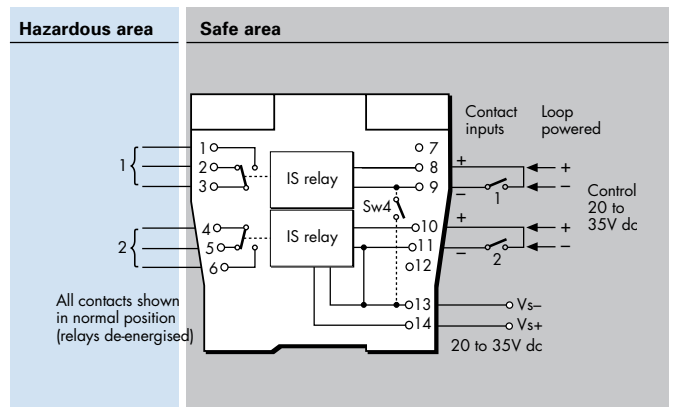 Hazardous area
Safe area
Contact inputs
Loop powered
1
1
2
3
IS relay
7
8
9
+
–
1
+
–
Control
20 to
35V dc
Sw4
2
4
5
6
IS relay
10
11
12
+
–
2
+
–
13
14
Vs–
Vs+
20 to 35V dc
All contacts shown
in normal position
(relays de-energised)